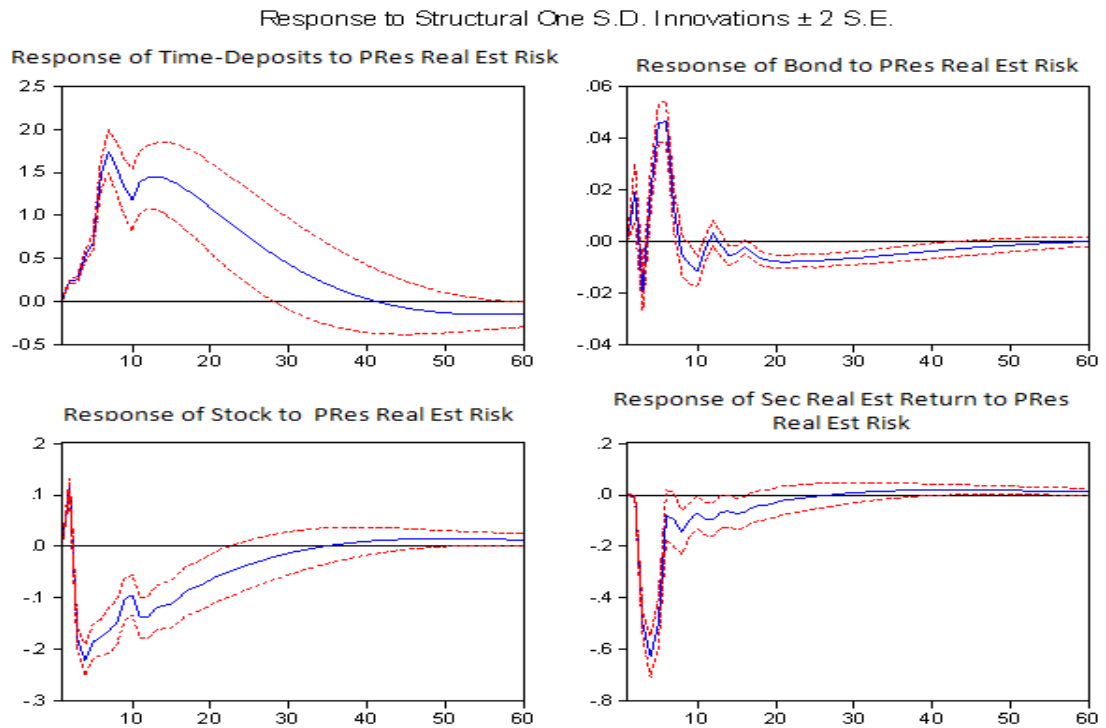 Response to Structural One S.D. Innovations ± 2 S.E.
Response of Time-Deposits to PRes Real Est Risk
2.5
2.0
1.5
1.0
0.5
0.0
-0.5
10 20 30 40 50 60
Response of Bond to PRes Real Est Risk
.06
.04
.02
.00
-.02
-.04
10 20 30 40 50 60
Response of Stock to PRes Real Est Risk
.2
.1
.0
-.1
-.2
-.3
10 20 30 40 50 60
Response of Sec Real Est Return to PRes
Real Est Risk
.2
.0
-.2
-.4
-.6
-.8
10 20 30 40 50 60